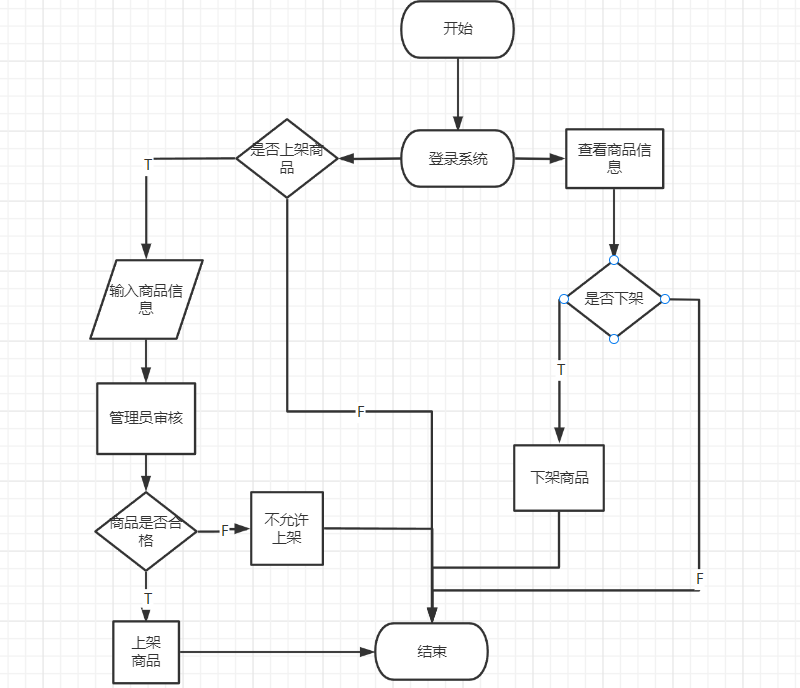 开始
是否上架商
品
登录系统
查看商品信
息
T
输入商品信
息
是否下架
T
管理员审核
F
下架商品
商品是否合
格
F
不允许
上架
F
T
上架
商品
结束